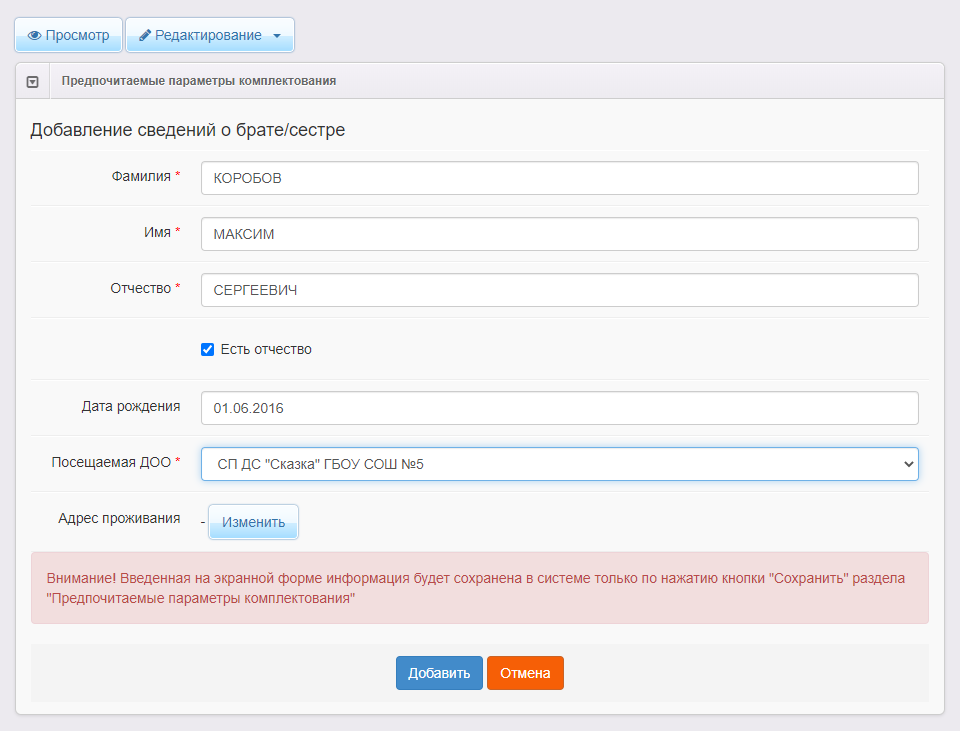 Просмотр Редактирование
Предпочитаемые параметры комплектования
Добавление сведений о брате/сестре
Фамилия * КОРОБОВ
Имя * МАКСИМ
Отчество * СЕРГЕЕВИЧ
Есть отчество
Дата рождения 01.06.2016
Посещаемая ДОО * СП ДС "Сказка" ГБОУ СОШ №5
Адрес проживания - Изменить
Внимание! Введенная на экранной форме информация будет сохранена в системе только по нажатию кнопки "Сохранить" раздела
"Предпочитаемые параметры комплектования"
Добавить Отмена